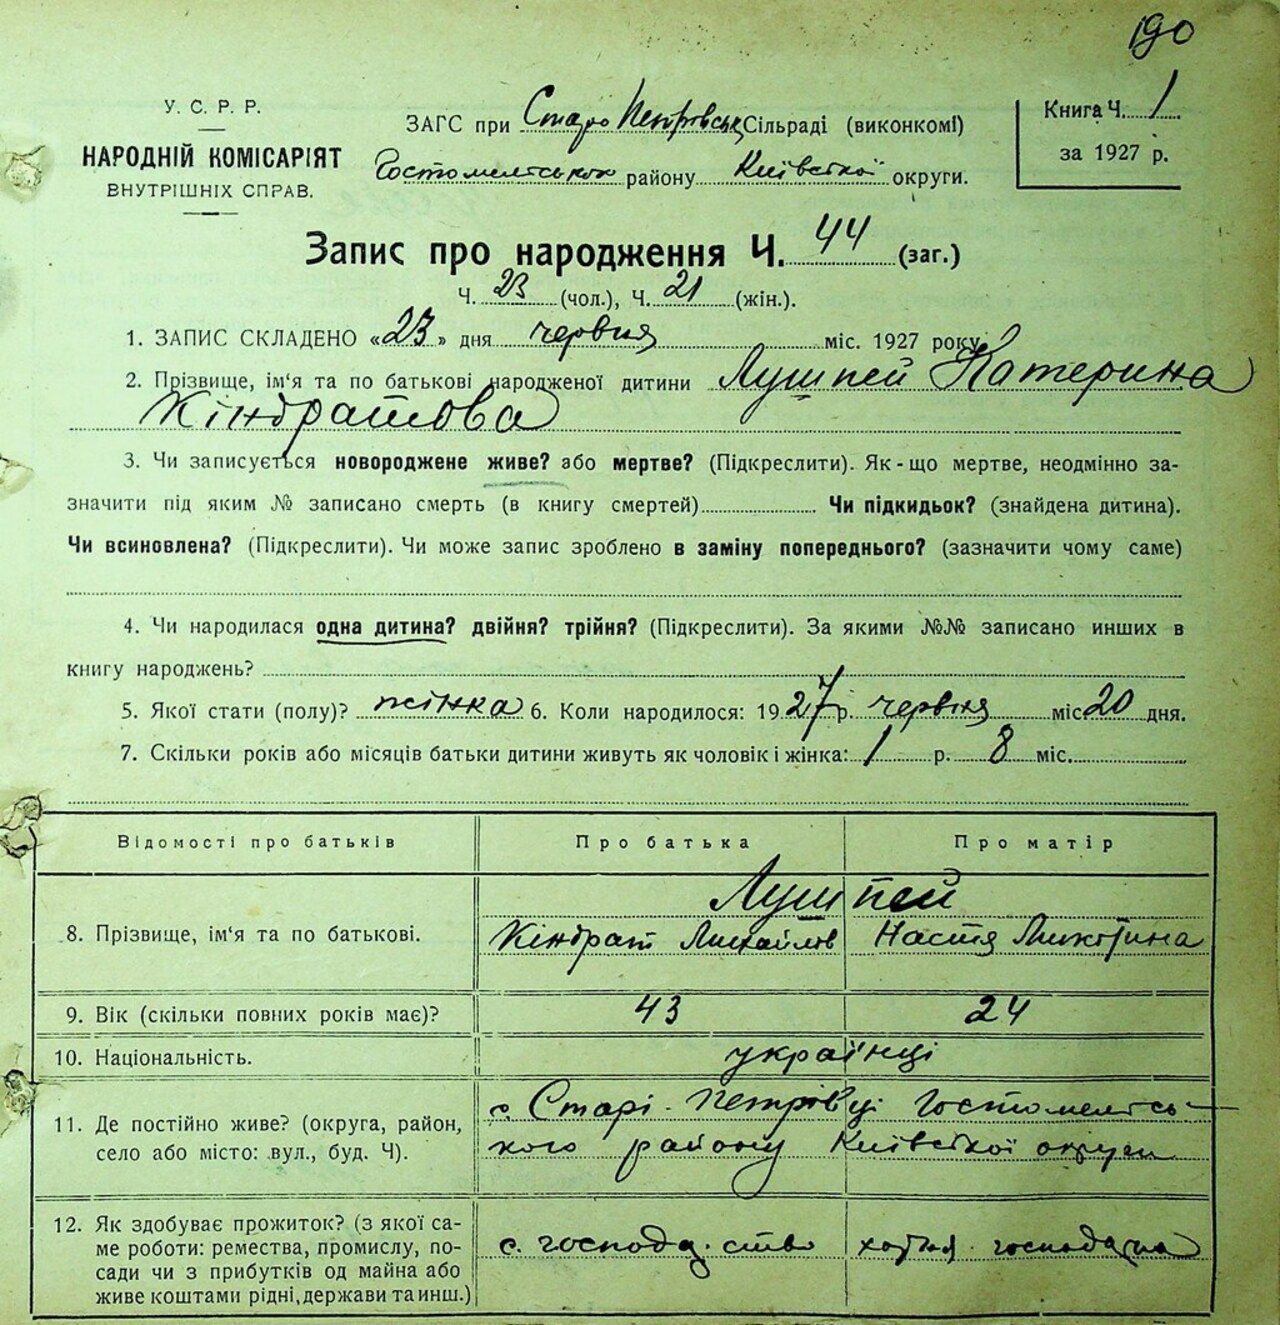 190
У. С. Р. Р.
НАРОДНІЙ КОМІСАРІЯТ
ВНУТРІШНІХ СПРАВ.
ЗАГС при Старо Петрівськ Сільраді (виконкомі)
Гостомельського району Київської округи.
Книга Ч. 1
за 1927 р.
Запис про народження Ч. 44 (заг.)
Ч. 23 (чол.), Ч. 21 (жін.).
1. ЗАПИС СКЛАДЕНО «23» дня червня міс. 1927 року.
2. Прізвище, ім‘я та по батькові народженої дитини Лушпей Катерина
Кіндратова
3. Чи записується новороджене живе? або мертве? (Підкреслити). Як-що мертве, неодмінно за-
значити під яким № записано смерть (в книгу смертей) Чи підкидьок? (знайдена дитина).
Чи всиновлена? (Підкреслити). Чи може запис зроблено в заміну попереднього? (зазначити чому саме)
4. Чи народилася одна дитина? двійня? трійня? (Підкреслити). За якими №№ записано инших в
книгу народжень?
5. Якої стати (полу)? жінка 6. Коли народилося: 1927 р. червня міс. 20 дня.
7. Скільки років або місяців батьки дитини живуть як чоловік і жінка: 1 р. 8 міс.
Відомості про батьків Про батька Про матір
Лушпей
8. Прізвище, ім‘я та по батькові. Кіндрат Михайлов Настя Микитина
9. Вік (скільки повних років має)? 43 24
10. Національність. українці
11. Де постійно живе? (округа, район, с. Старі-Петрівці Гостомельсь-
село або місто: вул., буд. Ч). кого району Київської округи
12. Як здобуває прожиток? (з якої са-
ме роботи: ремества, промислу, по- с. господа. ство господарка
сади чи з прибутків од майна або
живе коштами рідні, держави та инш.)